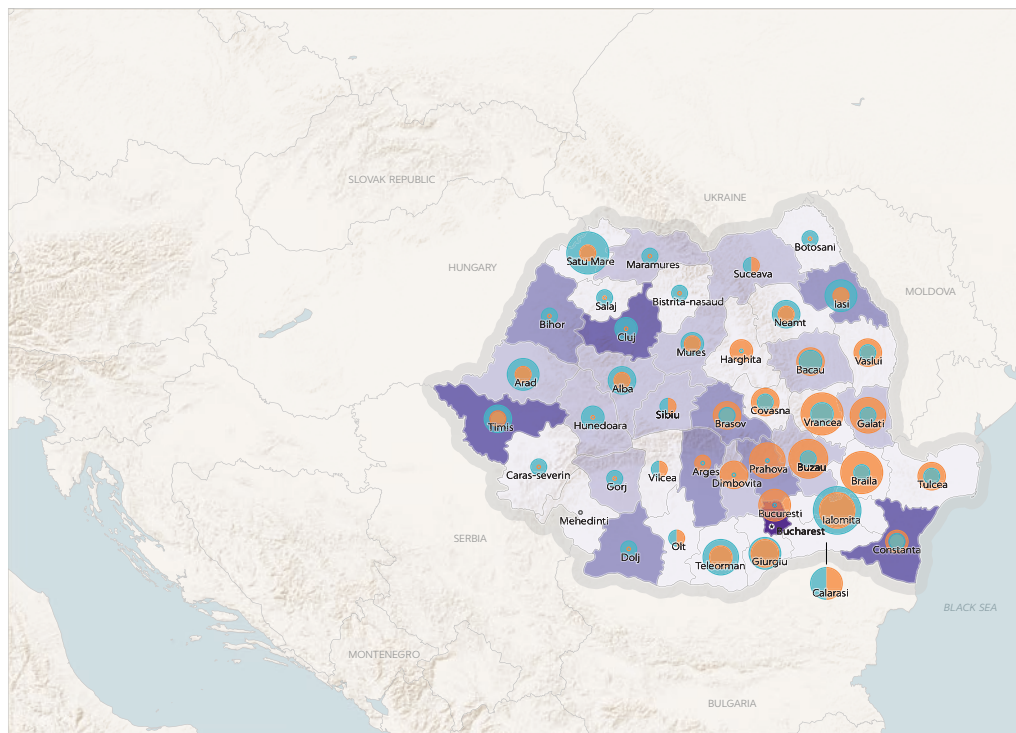 SLOVAK REPUBLIC
UKRAINE
Botosani
Satu Mare
Maramures
HUNGARY
Suceava
MOLDOVA
Salaj
Bistrita-nasaud
Iasi
Bihor
Neamt
Cluj
Mures
Harghita
Vaslui
Bacau
Arad
Alba
Covasna
Sibiu
Timis
Hunedoara
Brasov
Vrancea
Galati
Caras-severin
Vilcea
Arges
Prahova
Buzau
Gorj
Dimbovita
Braila
Tulcea
Bucuresti
Mehedinti
Ialomita
Bucharest
SERBIA
Olt
Constanta
Dolj
Teleorman
Giurgiu
Calarasi
BLACK SEA
MONTENEGRO
BULGARIA